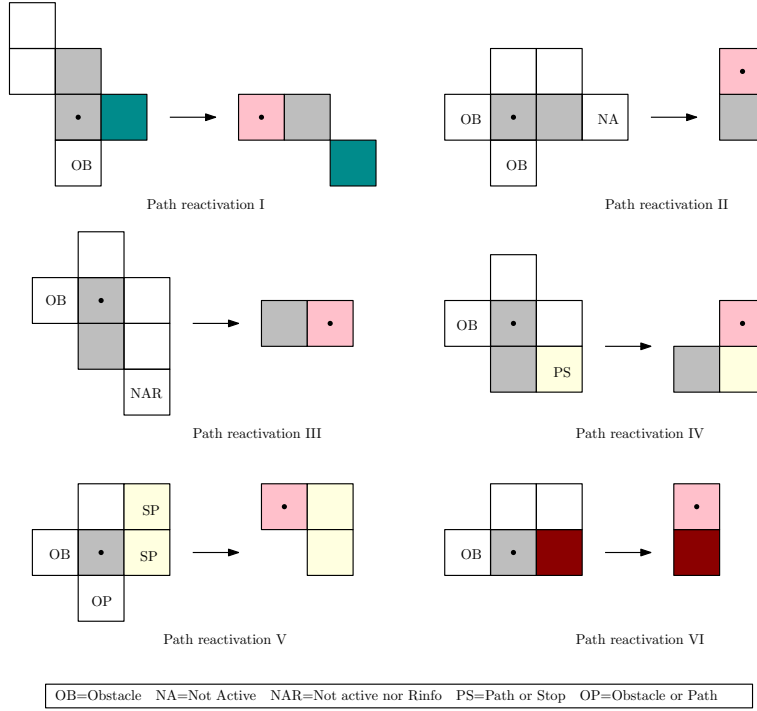 OB
OB NA
OB
Path reactivation I
Path reactivation II
OB
NAR
OB
PS
Path reactivation III
Path reactivation IV
SP
OB SP
OP
OB
Path reactivation V
Path reactivation VI
OB=Obstacle NA=Not Active NAR=Not active nor Rinfo PS=Path or Stop OP=Obstacle or Path